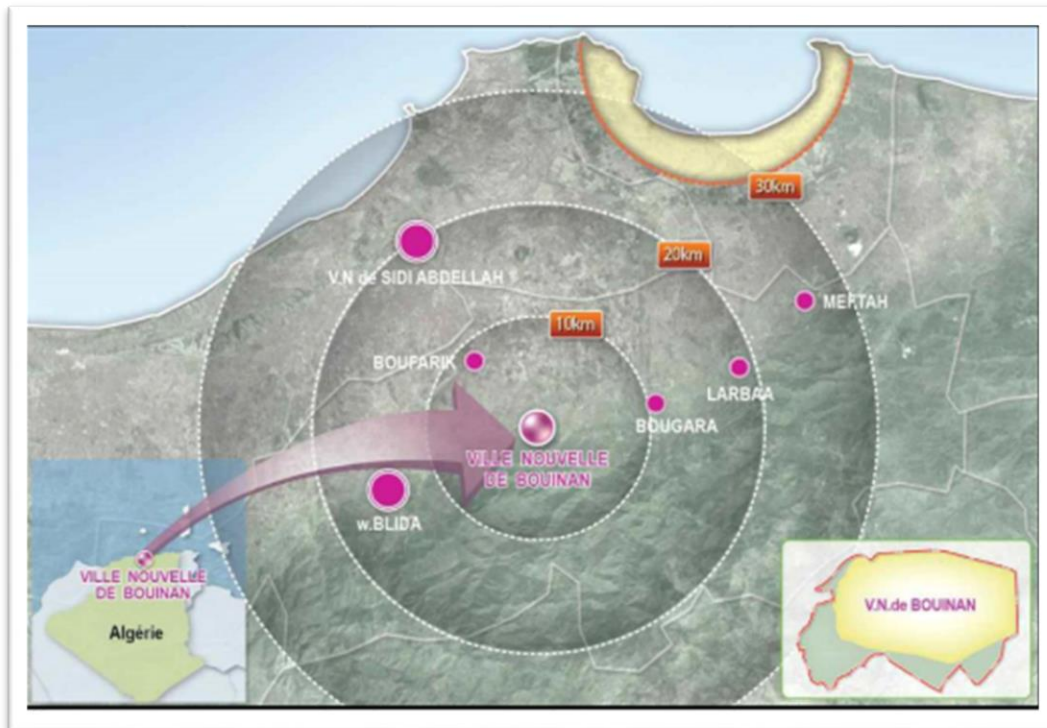 30km
20km
V.N de SIDI ABDELLAH
MEFTAH
10km
BOUFARIK
LARBAA
BOUGARA
VILLE NOUVELLE
DE BOUINAN
w.BLIDA
VILLE NOUVELLE
DE BOUINAN
Algérie
V.N.de BOUINAN